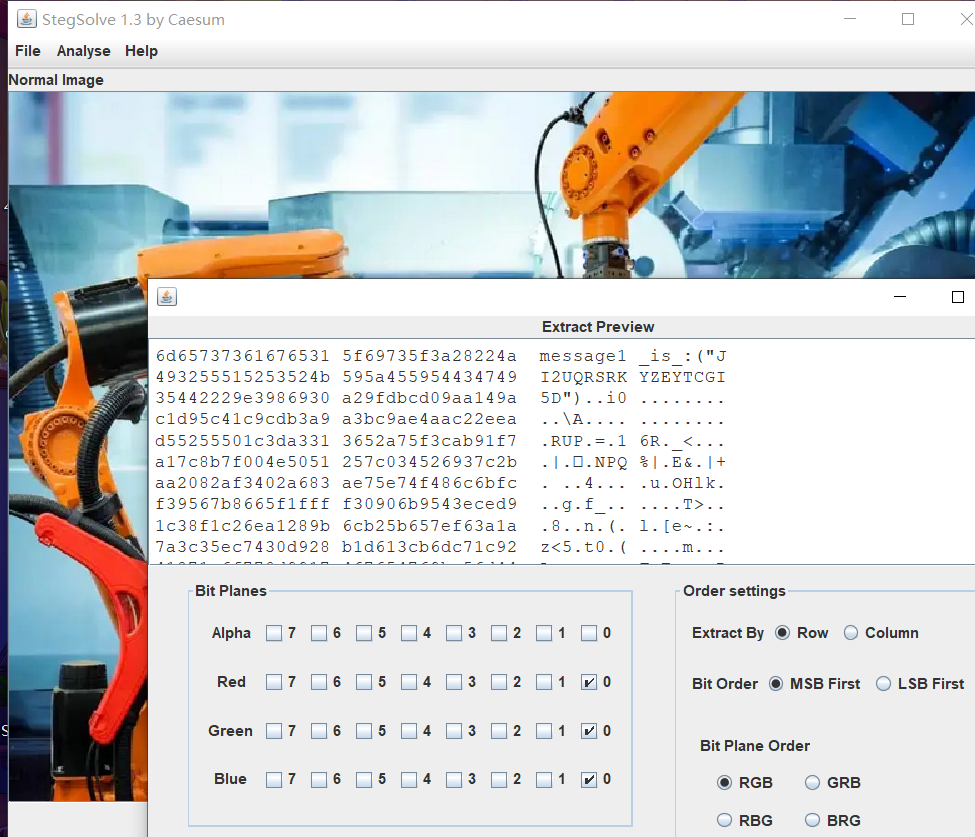 StegSolve 1.3 by Caesum
File Analyse Help
Normal Image
Extract Preview
6d65737361676531 5f69735f3a28224a message1 _is_:("J
493255515253524b 595a455954434749 I2UQRSRK YZEYTCGI
35442229e3986930 a29fdbcd09aa149a 5D")..i0 ........
c1d95c41c9cdb3a9 a3bc9ae4aac22eea ..\A.... ........
d55255501c3da331 3652a75f3cab91f7 .RUP.=.1 6R._<...
a17c8b7f004e5051 257c034526937c2b .|.□.NPQ %|.E&.|+
aa2082af3402a683 ae75e74f486c6bfc . ..4... .u.OHlk.
f39567b8665f1fff f30906b9543eced9 ..g.f_.. ....T>..
1c38f1c26ea1289b 6cb25b657ef63a1a .8..n.(. l.[e~.:.
7a3c35ec7430d928 b1d613cb6dc71c92 z<5.t0.( ....m...
Bit Planes
Alpha 7 6 5 4 3 2 1 0
Red 7 6 5 4 3 2 1 0
Green 7 6 5 4 3 2 1 0
Blue 7 6 5 4 3 2 1 0
Order settings
Extract By Row Column
Bit Order MSB First LSB First
Bit Plane Order
RGB GRB
RBG BRG